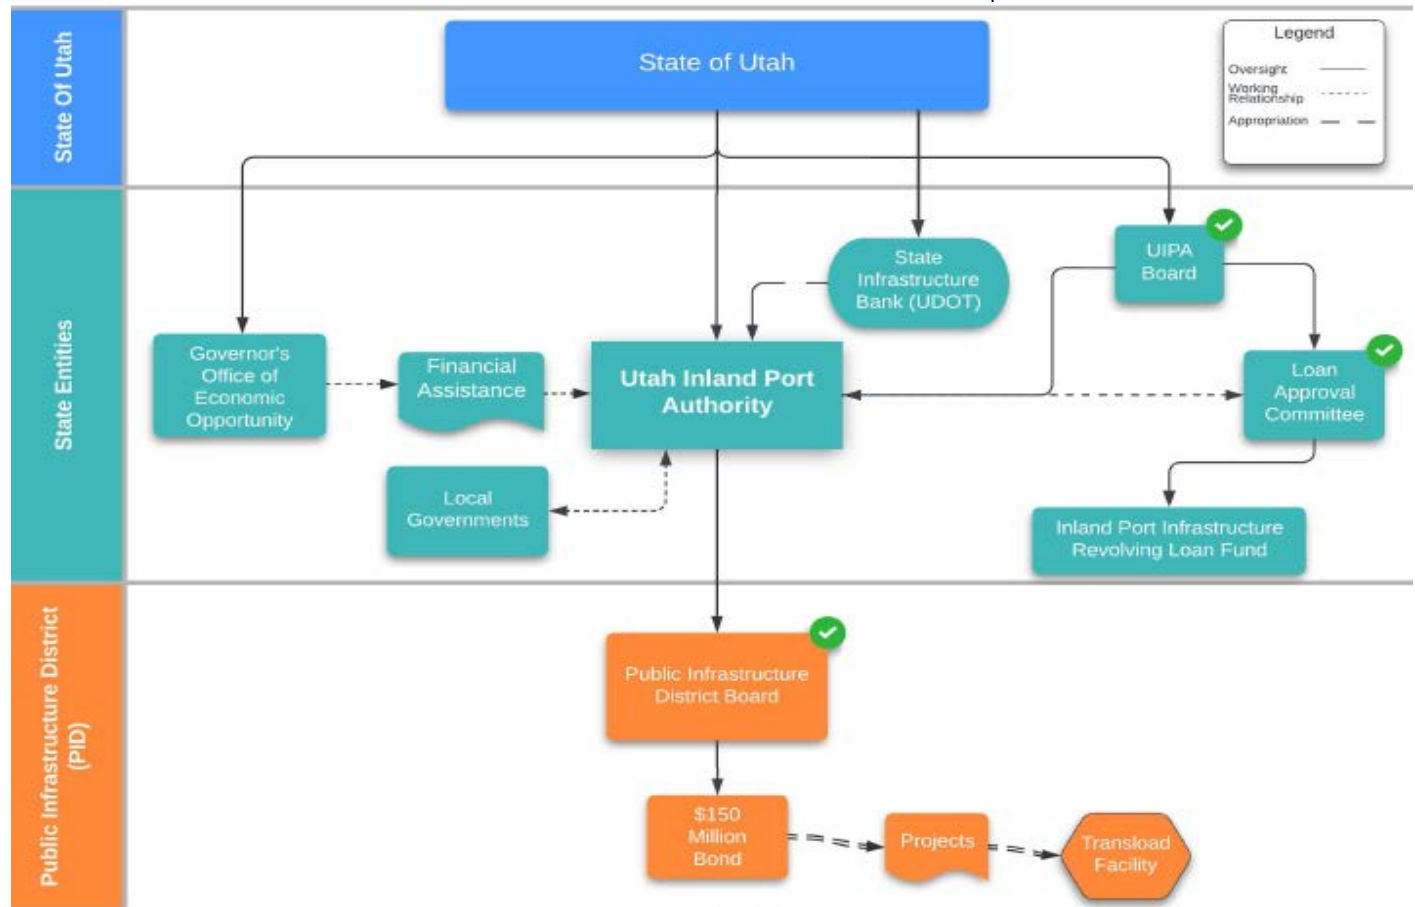 State Of Utah
State of Utah
Legend
Oversight
Working
Relationship
Appropriation
State Entities
State
Infrastructure
Bank (UDOT)
UIPA
Board
Governor's
Office of
Economic
Opportunity
Financial
Assistance
Utah Inland Port
Authority
Loan
Approval
Committee
Local
Governments
Inland Port Infrastructure
Revolving Loan Fund
Public Infrastructure District
(PID)
Public Infrastructure
District Board
$150
Million
Bond
Projects
Transload
Facility